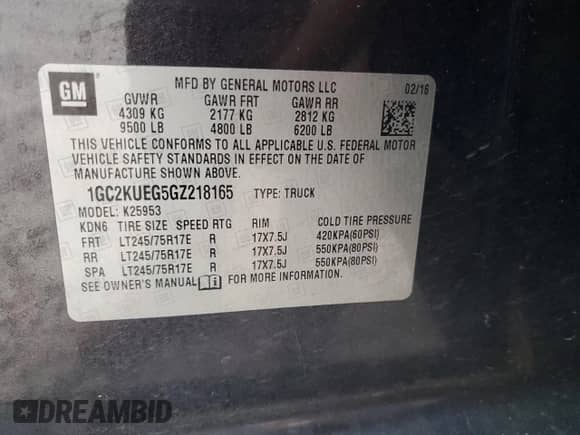 GM
MFD BY GENERAL MOTORS LLC 02/16
GVWR GAWR FRT GAWR RR
4309 KG 2177 KG 2812 KG
9500 LB 4800 LB 6200 LB
THIS VEHICLE CONFORMS TO ALL APPLICABLE U.S. FEDERAL MOTOR
VEHICLE SAFETY STANDARDS IN EFFECT ON THE DATE OF
MANUFACTURE SHOWN ABOVE.
1GC2KUEG5GZ218165 TYPE: TRUCK
MODEL: K25953
KDN6 TIRE SIZE SPEED RTG RIM COLD TIRE PRESSURE
FRT LT245/75R17E R 17X7.5J 420KPA(60PSI)
RR LT245/75R17E R 17X7.5J 550KPA(80PSI)
SPA LT245/75R17E R 17X7.5J 550KPA(80PSI)
SEE OWNER'S MANUAL FOR MORE INFORMATION.
DREAMBID